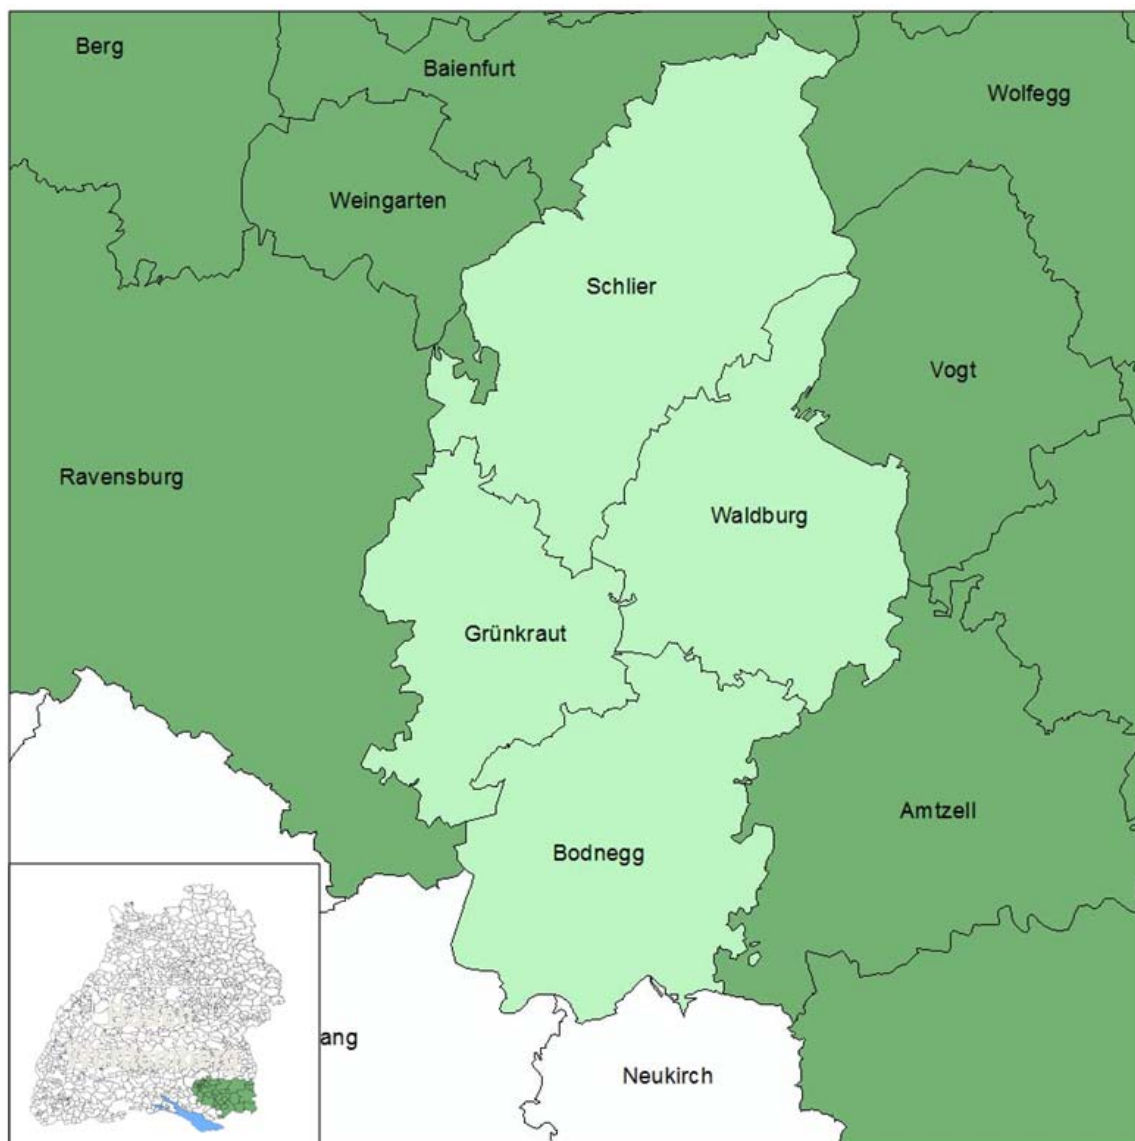 Berg
Baienfurt
Wolfegg
Weingarten
Schlier
Vogt
Ravensburg
Waldburg
Grünkraut
Amtzell
Bodnegg
ang
Neukirch